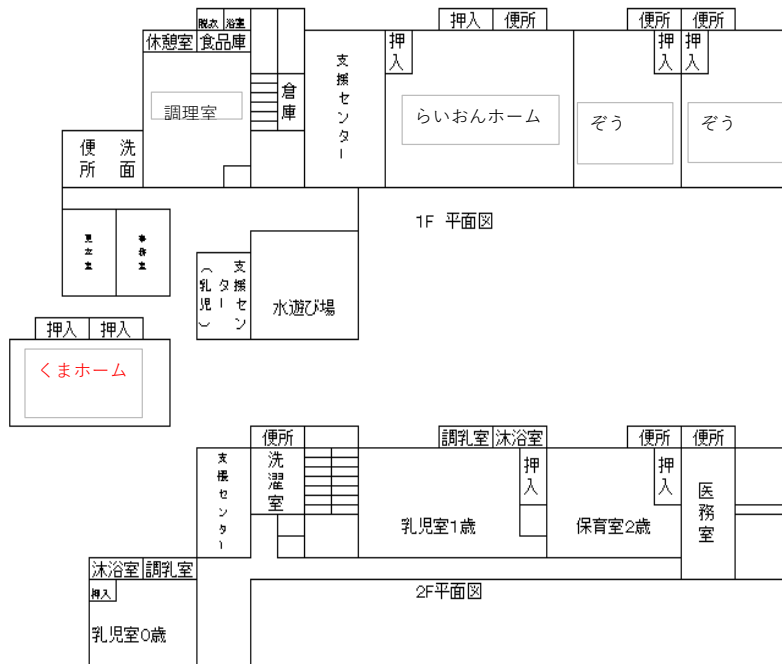 脱衣 浴室
休憩室 食品庫
調理室
倉庫
支援センター
押入 便所
押入
らいおんホーム
便所 便所
押入 押入
ぞう
ぞう
便所 洗面
1F 平面図
更衣室
事務室
支援センター(乳児)
水遊び場
押入 押入
くまホーム
便所
洗濯室
支援センター
調乳室 沐浴室
押入
乳児室1歳
便所 便所
押入
保育室2歳
医務室
沐浴室 調乳室
押入
乳児室0歳
2F平面図